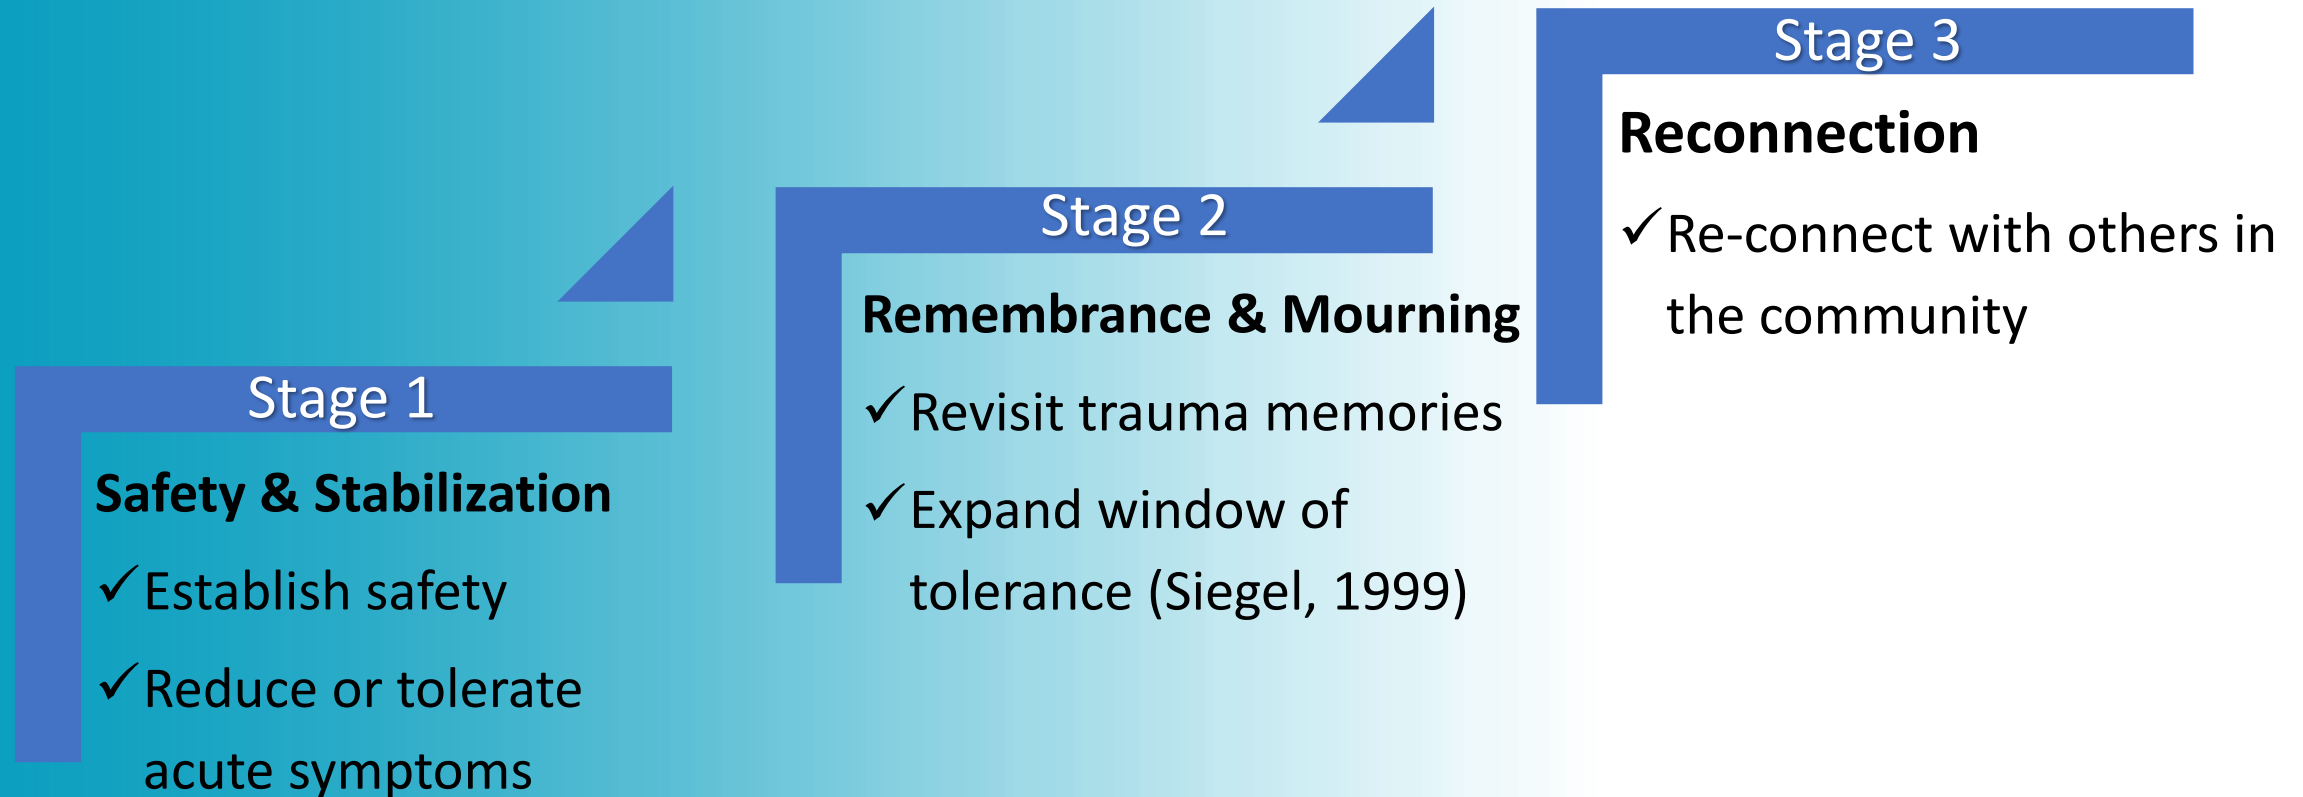 Stage 1
Safety & Stabilization
✓Establish safety
✓Reduce or tolerate
acute symptoms
Stage 2
Remembrance & Mourning
✓Revisit trauma memories
✓Expand window of
tolerance (Siegel, 1999)
Stage 3
Reconnection
✓Re-connect with others in
the community